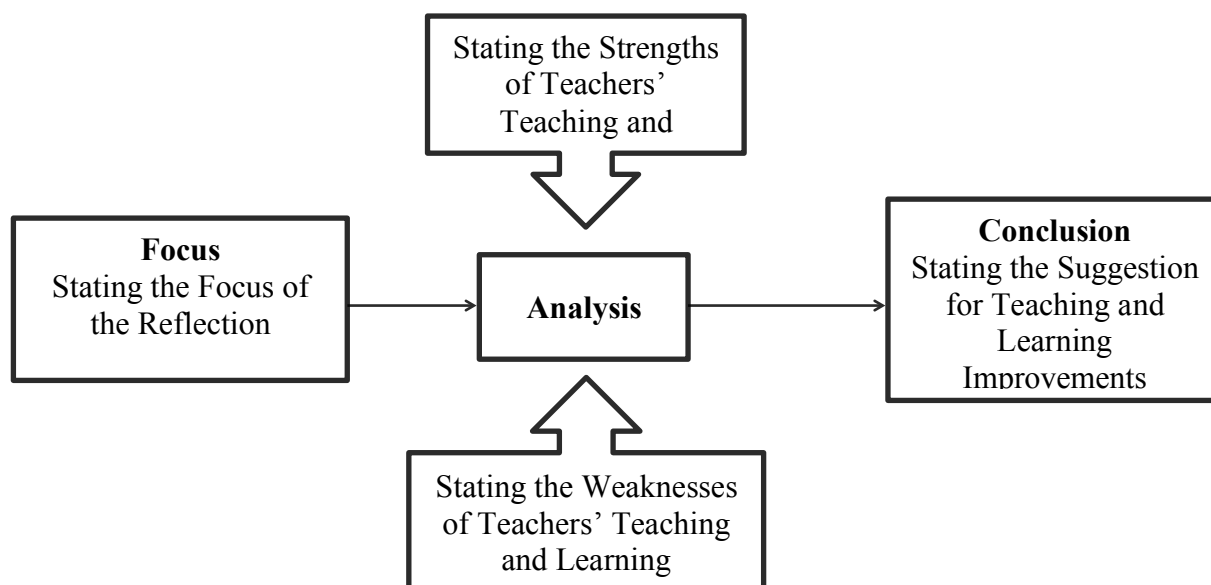 Stating the Strengths
of Teachers’
Teaching and
Focus
Stating the Focus of
the Reflection
Analysis
Conclusion
Stating the Suggestion
for Teaching and
Learning
Improvements
Stating the Weaknesses
of Teachers’ Teaching
and Learning